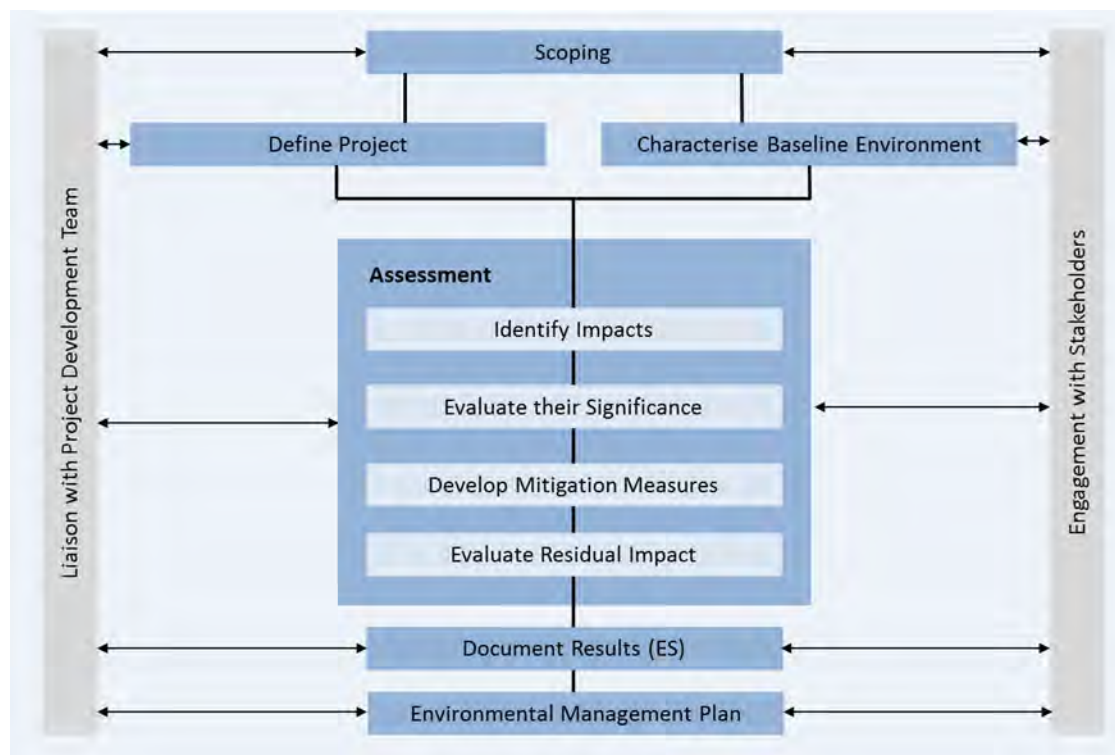 Scoping
Define Project
Characterise Baseline Environment
Liaison with Project Development Team
Engagement with Stakeholders
Assessment
Identify Impacts
Evaluate their Significance
Develop Mitigation Measures
Evaluate Residual Impact
Document Results (ES)
Environmental Management Plan